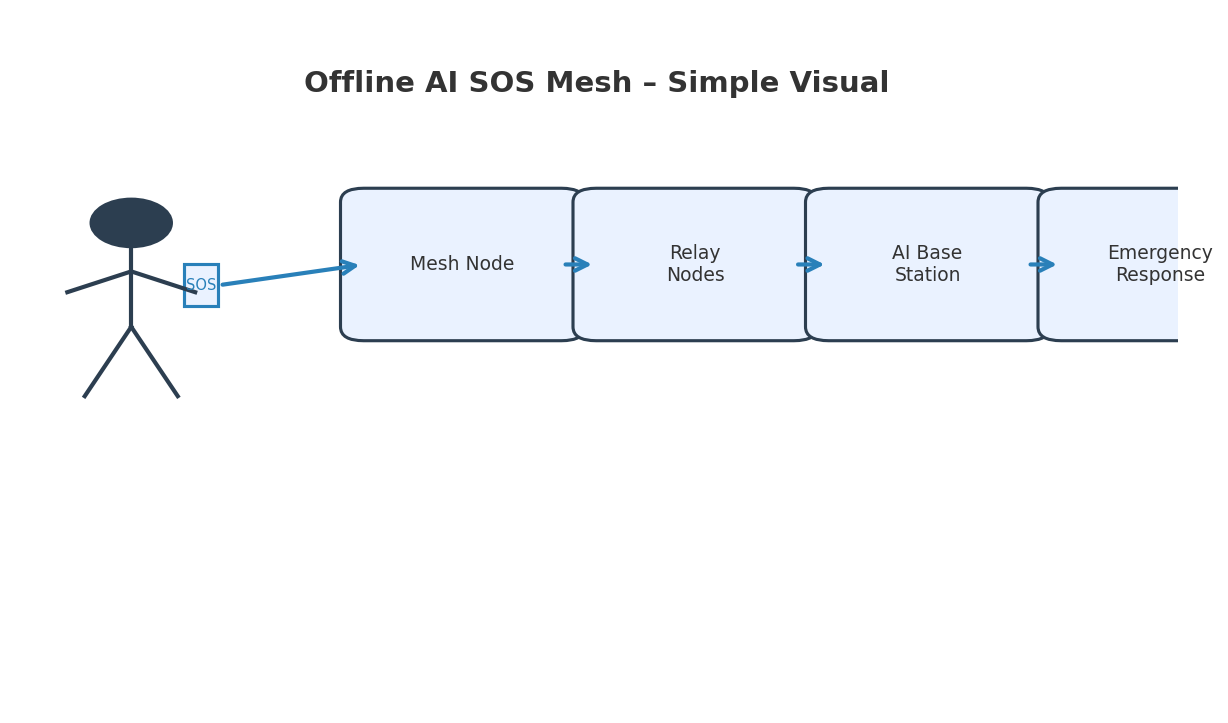 Offline AI SOS Mesh – Simple Visual
SOS
Mesh Node
Relay
Nodes
AI Base
Station
Emergency
Response